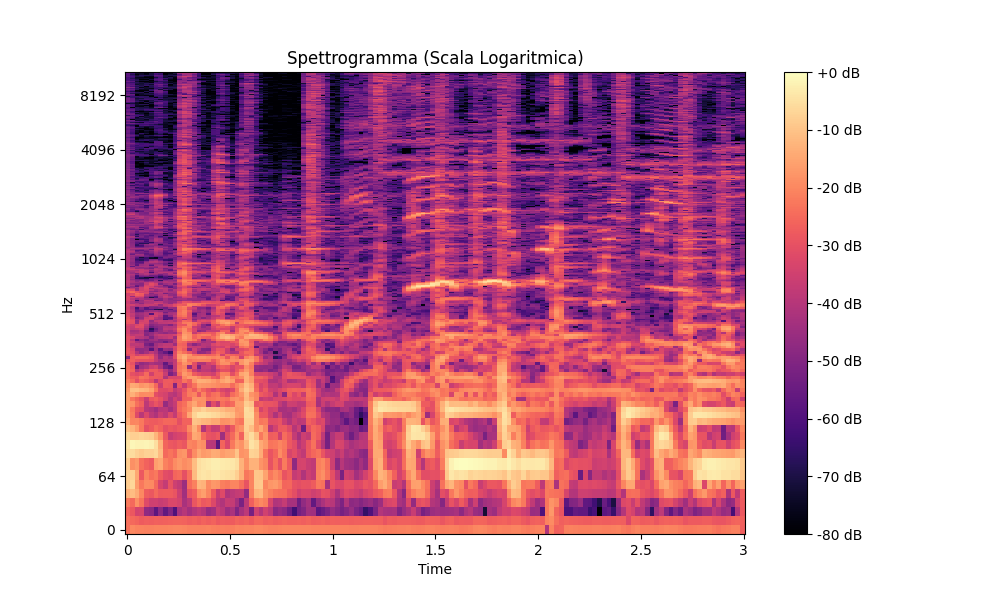 Spettrogramma (Scala Logaritmica)
Hz
8192
4096
2048
1024
512
256
128
64
0
0
0.5
1
1.5
2
2.5
3
Time
+0 dB
-10 dB
-20 dB
-30 dB
-40 dB
-50 dB
-60 dB
-70 dB
-80 dB